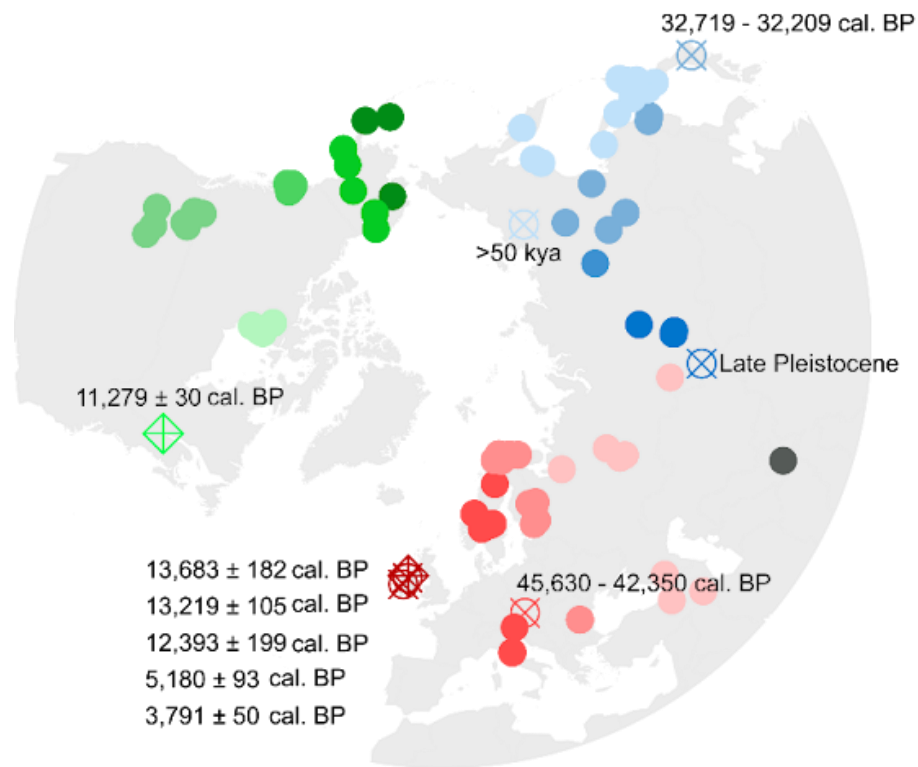 32,719 - 32,209 cal. BP
>50 kya
Late Pleistocene
11,279 ± 30 cal. BP
13,683 ± 182 cal. BP
45,630 - 42,350 cal. BP
13,219 ± 105 cal. BP
12,393 ± 199 cal. BP
5,180 ± 93 cal. BP
3,791 ± 50 cal. BP